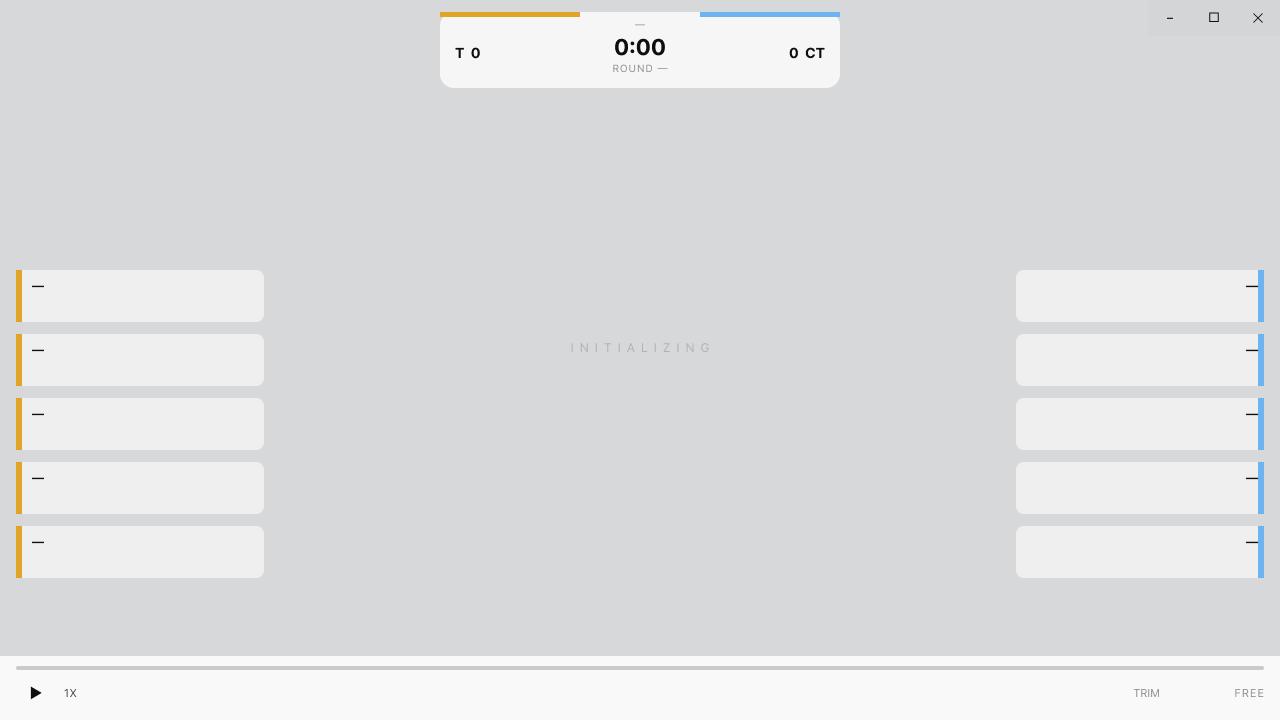 —
T 0
0:00
0 CT
ROUND —
—
—
—
—
—
—
—
—
—
—
INITIALIZING
1X
TRIM
FREE